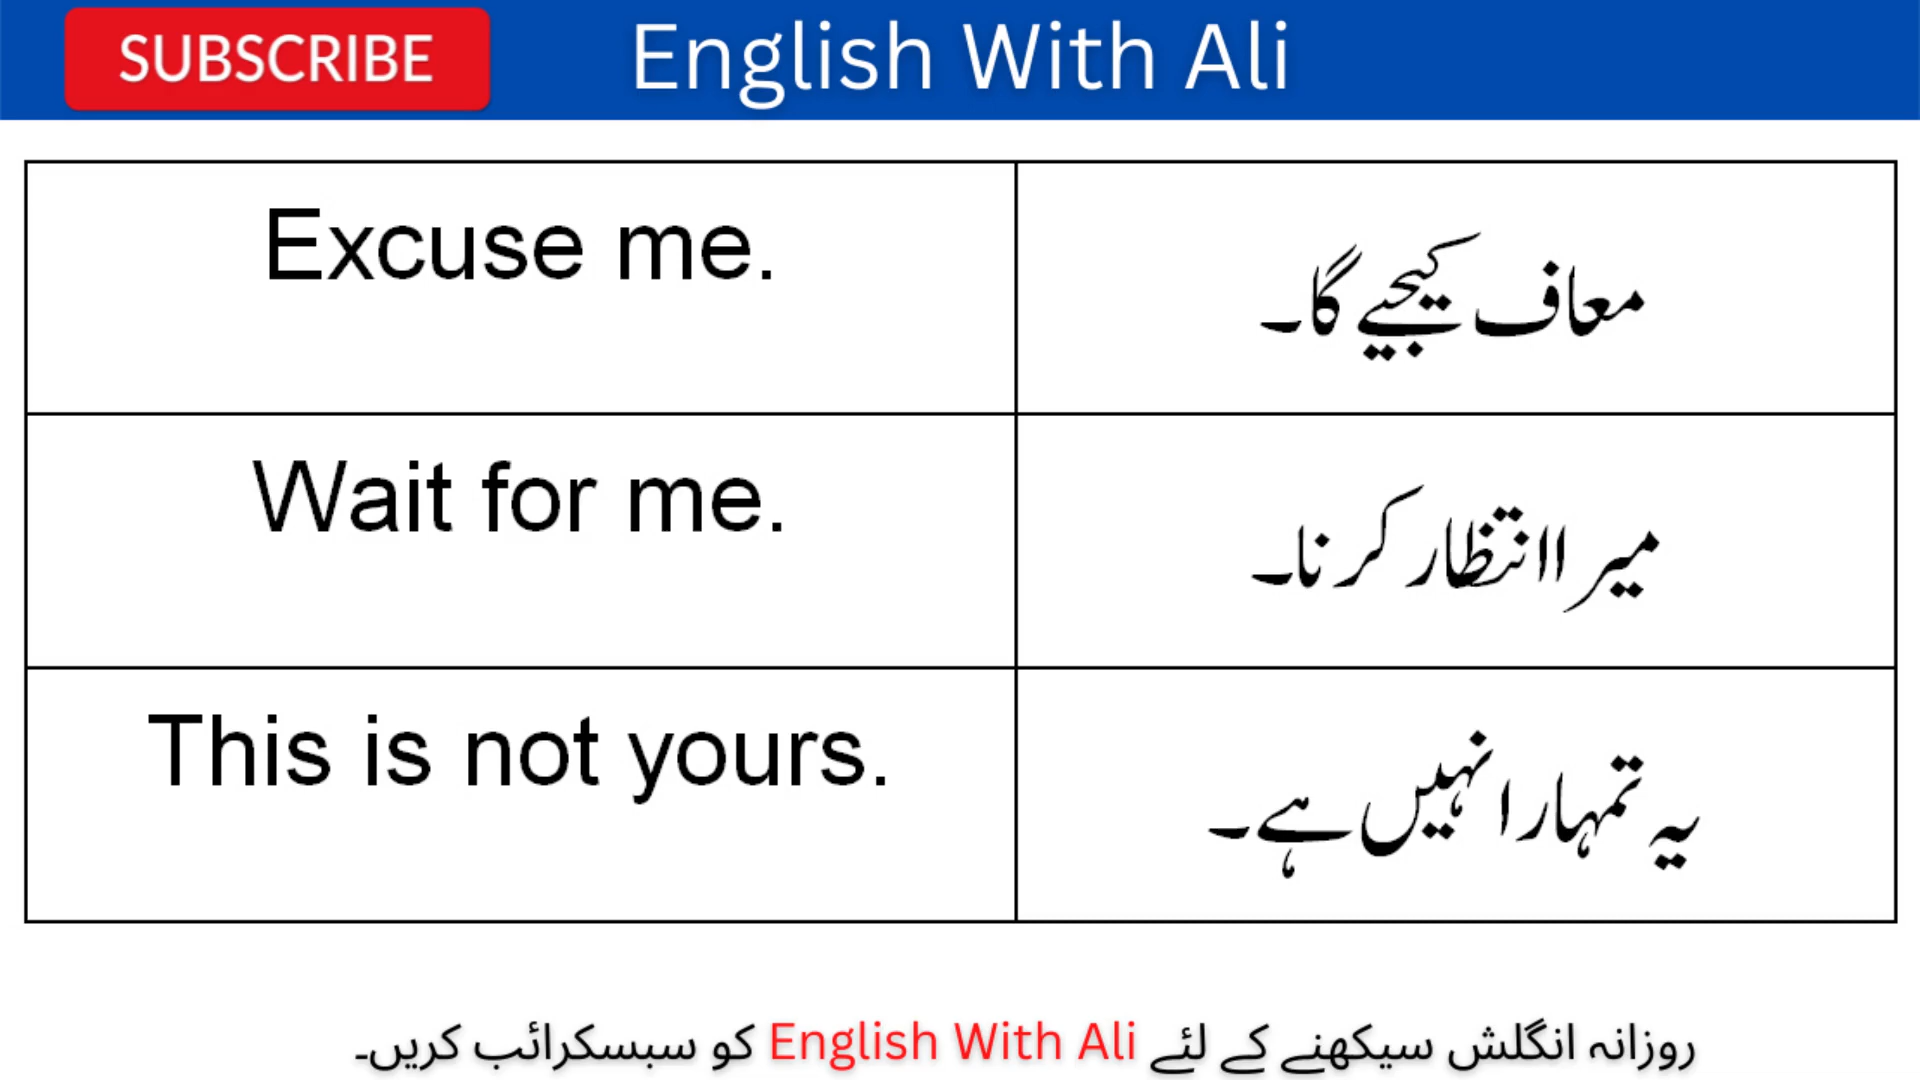 SUBSCRIBE
English With Ali
Excuse me.
معاف کیجیے گا۔
Wait for me.
میرا انتظار کرنا۔
This is not yours.
یہ تمہارا نہیں ہے۔
روزانہ انگلش سیکھنے کے لئے English With Ali کو سبسکرائب کریں۔